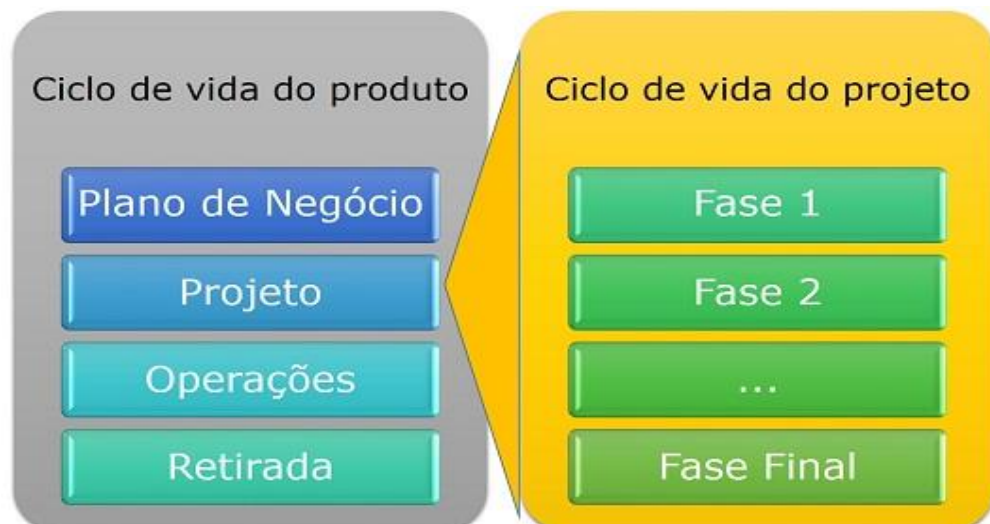 Ciclo de vida do produto
Plano de Negócio
Projeto
Operações
Retirada
Ciclo de vida do projeto
Fase 1
Fase 2
...
Fase Final